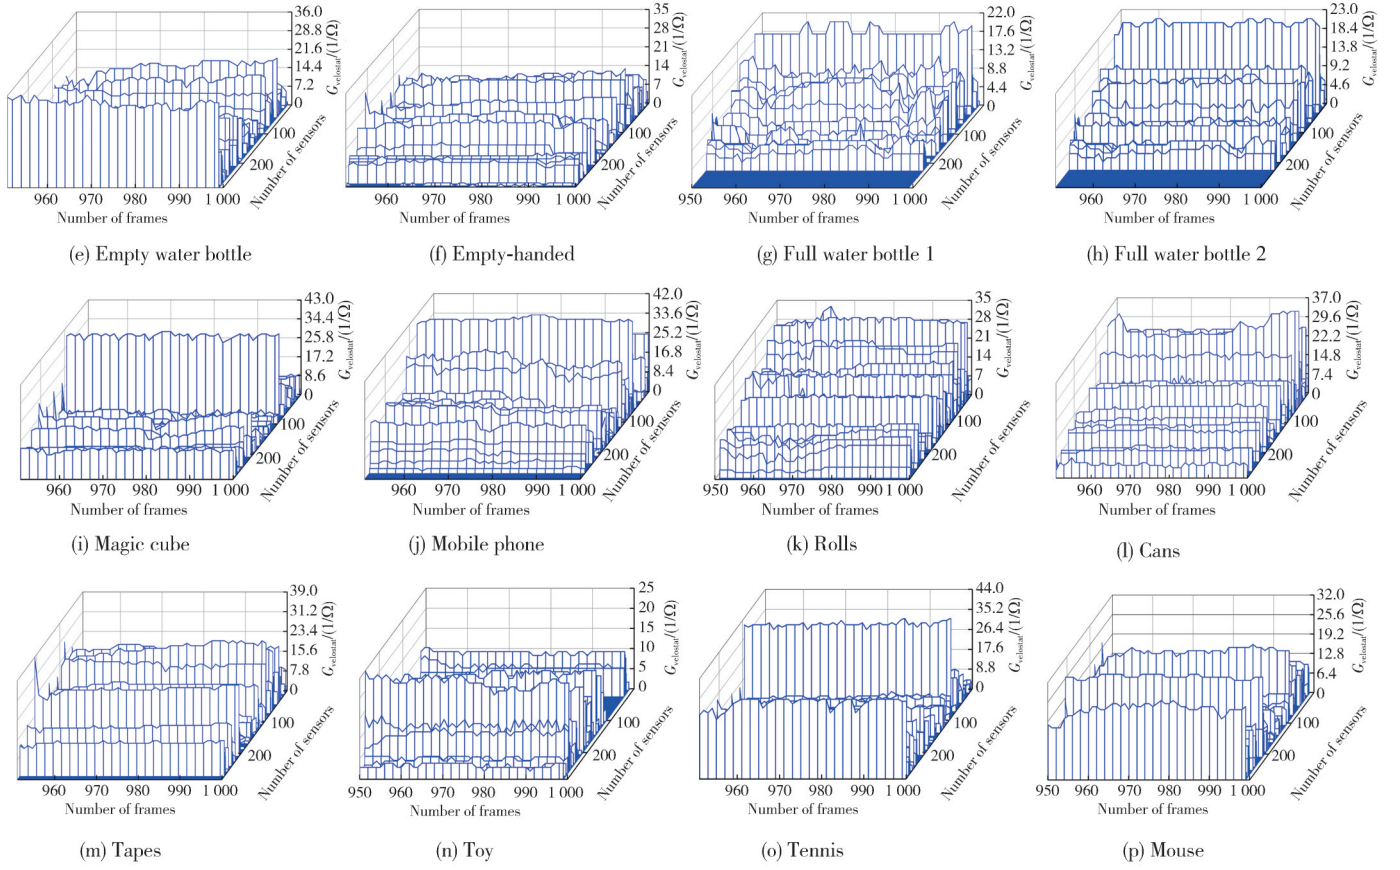 36.0
28.8
21.6
14.4
7.2
0
G_velostat/(1/Ω)
100
200
Number of sensors
960 970 980 990 1 000
Number of frames
(e) Empty water bottle
35
28
21
14
7
0
G_velostat/(1/Ω)
100
200
Number of sensors
960 970 980 990 1 000
Number of frames
(f) Empty-handed
22.0
17.6
13.2
8.8
4.4
0
G_velostat/(1/Ω)
100
200
Number of sensors
950 960 970 980 990 1 000
Number of frames
(g) Full water bottle 1
23.0
18.4
13.8
9.2
4.6
0
G_velostat/(1/Ω)
100
200
Number of sensors
960 970 980 990 1 000
Number of frames
(h) Full water bottle 2
43.0
34.4
25.8
17.2
8.6
0
G_velostat/(1/Ω)
100
200
Number of sensors
960 970 980 990 1 000
Number of frames
(i) Magic cube
42.0
33.6
25.2
16.8
8.4
0
G_velostat/(1/Ω)
100
200
Number of sensors
960 970 980 990 1 000
Number of frames
(j) Mobile phone
35
28
21
14
7
0
G_velostat/(1/Ω)
100
200
Number of sensors
950 960 970 980 990 1 000
Number of frames
(k) Rolls
37.0
29.6
22.2
14.8
7.4
0
G_velostat/(1/Ω)
100
200
Number of sensors
960 970 980 990 1 000
Number of frames
(l) Cans
39.0
31.2
23.4
15.6
7.8
0
G_velostat/(1/Ω)
100
200
Number of sensors
960 970 980 990 1 000
Number of frames
(m) Tapes
25
20
15
10
5
0
G_velostat/(1/Ω)
100
200
Number of sensors
950 960 970 980 990 1 000
Number of frames
(n) Toy
44.0
35.2
26.4
17.6
8.8
0
G_velostat/(1/Ω)
100
200
Number of sensors
960 970 980 990 1 000
Number of frames
(o) Tennis
32.0
25.6
19.2
12.8
6.4
0
G_velostat/(1/Ω)
100
200
Number of sensors
950 960 970 980 990 1 000
Number of frames
(p) Mouse